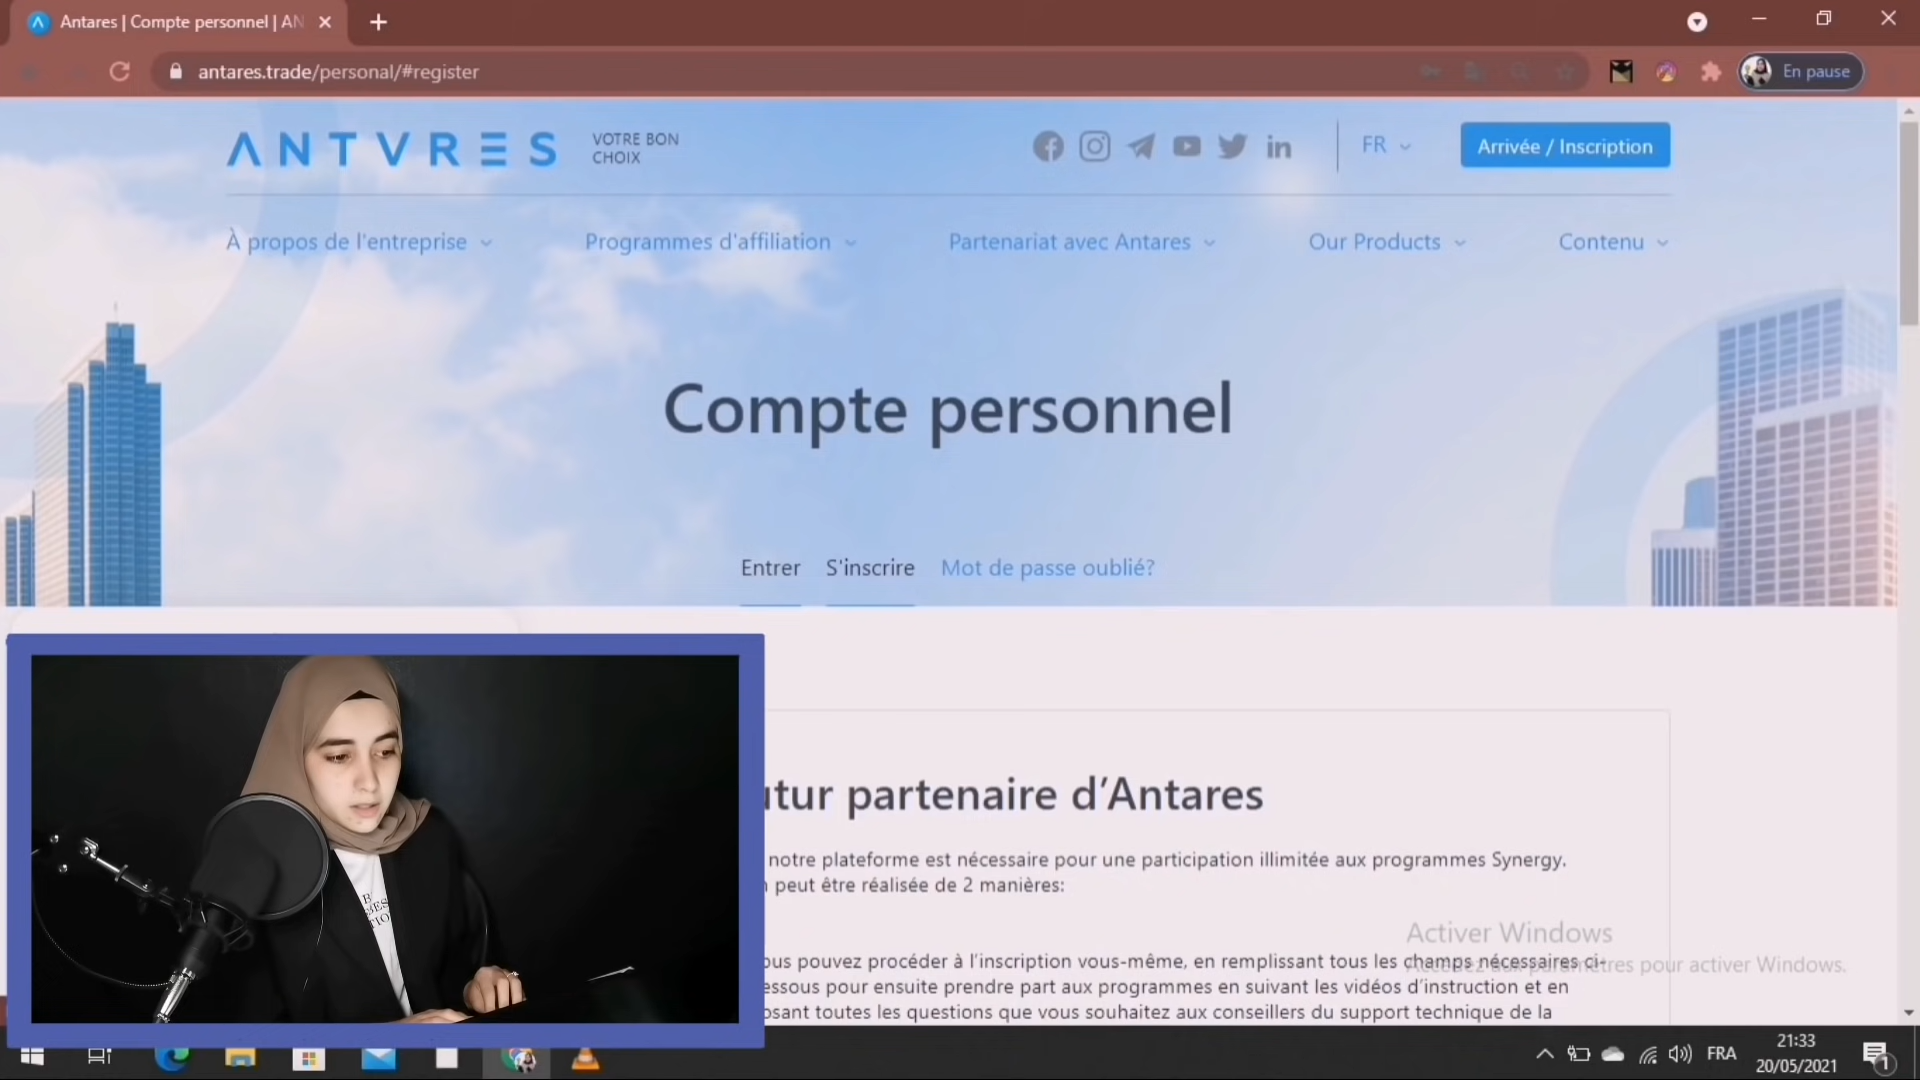 Antares | Compte personnel | AN
antares.trade/personal/#register
En pause
ANTVRES
VOTRE BON
CHOIX
FR
Arrivée / Inscription
À propos de l'entreprise
Programmes d'affiliation
Partenariat avec Antares
Our Products
Contenu
Compte personnel
Entrer
S'inscrire
Mot de passe oublié?
utur partenaire d’Antares
notre plateforme est nécessaire pour une participation illimitée aux programmes Synergy.
n peut être réalisée de 2 manières:
Activer Windows
ous pouvez procéder à l’inscription vous-même, en remplissant tous les champs nécessaires ci-
pour activer Windows.
essous pour ensuite prendre part aux programmes en suivant les vidéos d’instruction et en
osant toutes les questions que vous souhaitez aux conseillers du support technique de la
FRA
21:33
20/05/2021
1